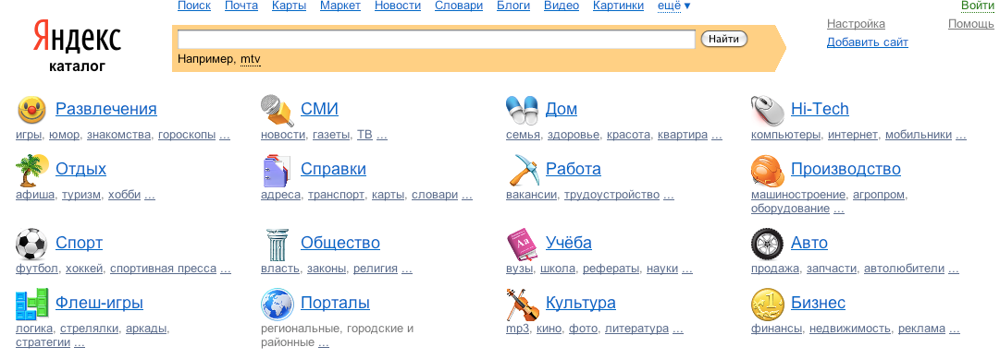 Поиск Почта Карты Маркет Новости Словари Блоги Видео Картинки ещё ▼ Войти
Яндекс
каталог
Найти
Например, mtv
Настройка Помощь
Добавить сайт
Развлечения СМИ Дом Hi-Tech
игры, юмор, знакомства, гороскопы ... новости, газеты, ТВ ... семья, здоровье, красота, квартира ... компьютеры, интернет, мобильники ...
Отдых Справки Работа Производство
афиша, туризм, хобби ... адреса, транспорт, карты, словари ... вакансии, трудоустройство ... машиностроение, агропром,
оборудование ...
Спорт Общество Учёба Авто
футбол, хоккей, спортивная пресса ... власть, законы, религия ... вузы, школа, рефераты, науки ... продажа, запчасти, автолюбители ...
Флеш-игры Порталы Культура Бизнес
логика, стрелялки, аркады, региональные, городские и mp3, кино, фото, литература ... финансы, недвижимость, реклама ...
стратегии ... районные ...